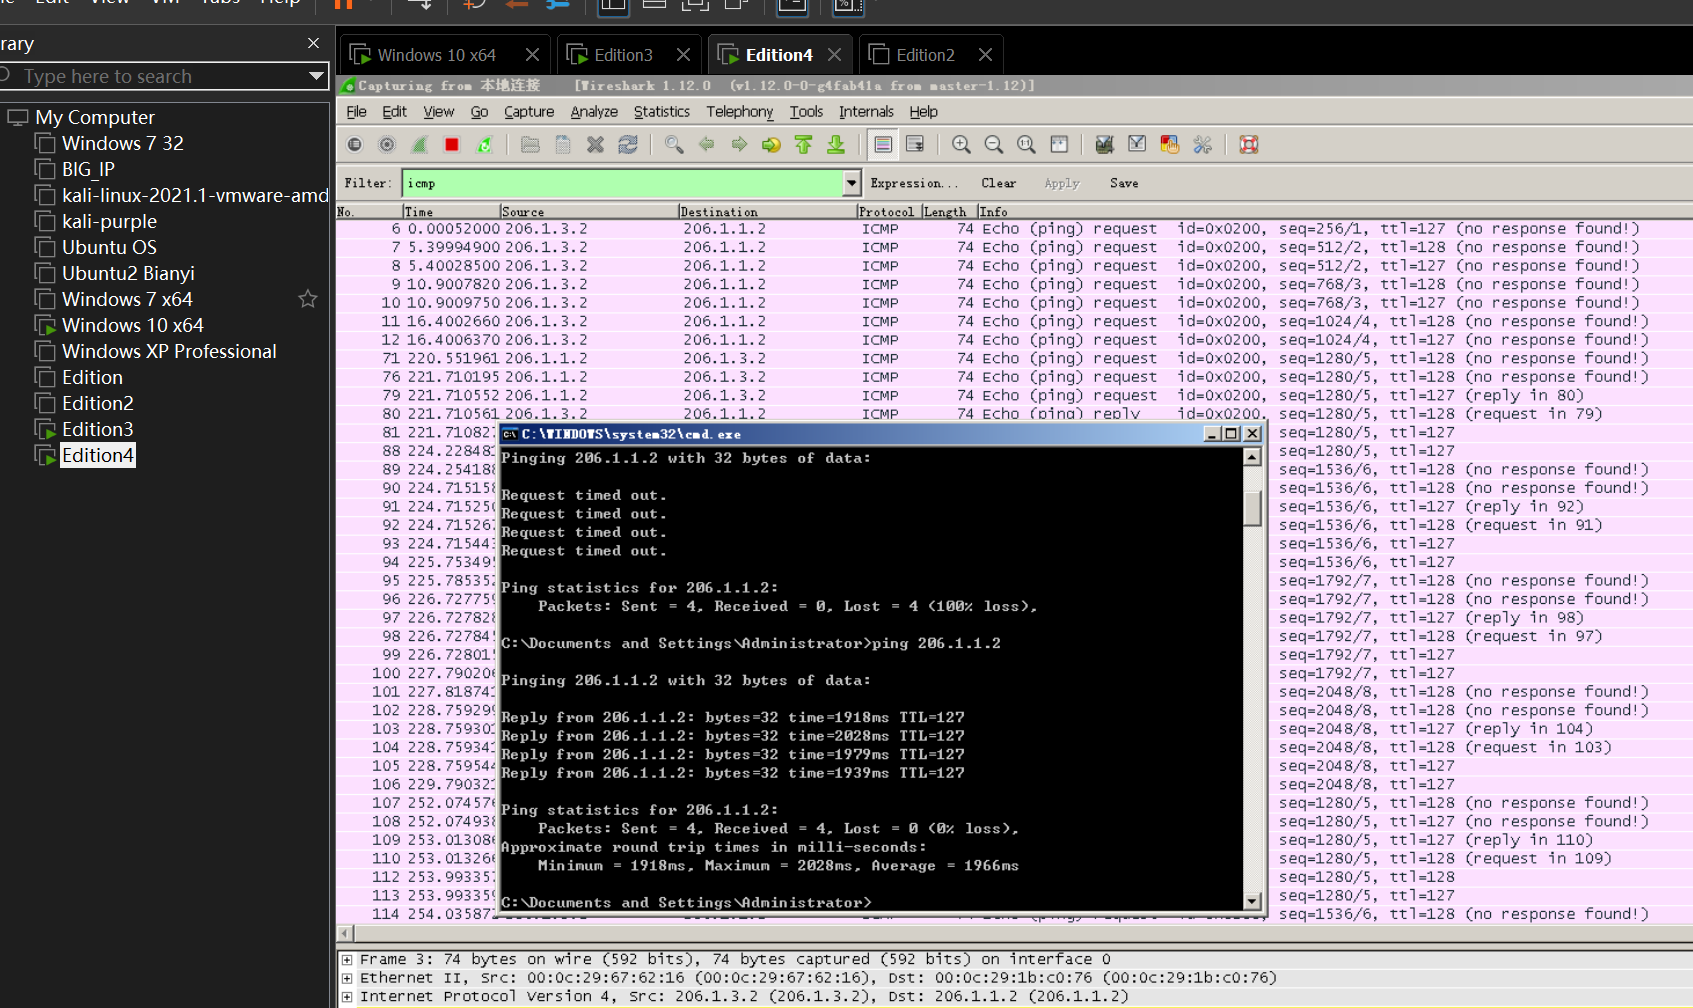 Edit View VM Tabs Help
rary
Type here to search
My Computer
Windows 7 32
BIG_IP
kali-linux-2021.1-vmware-amd
kali-purple
Ubuntu OS
Ubuntu2 Bianyi
Windows 7 x64
Windows 10 x64
Windows XP Professional
Edition
Edition2
Edition3
Edition4
Windows 10 x64 Edition3 Edition4 Edition2
Capturing from 本地连接 [Wireshark 1.12.0 (v1.12.0-0-g4fab41a from master-1.12)]
File Edit View Go Capture Analyze Statistics Telephony Tools Internals Help
Filter: icmp Expression... Clear Apply Save
No. Time Source Destination Protocol Length Info
6 0.00052000 206.1.3.2 206.1.1.2 ICMP 74 Echo (ping) request id=0x0200, seq=256/1, ttl=127 (no response found!)
7 5.39994900 206.1.3.2 206.1.1.2 ICMP 74 Echo (ping) request id=0x0200, seq=512/2, ttl=128 (no response found!)
8 5.40028500 206.1.3.2 206.1.1.2 ICMP 74 Echo (ping) request id=0x0200, seq=512/2, ttl=127 (no response found!)
9 10.9007820 206.1.3.2 206.1.1.2 ICMP 74 Echo (ping) request id=0x0200, seq=768/3, ttl=128 (no response found!)
10 10.9009750 206.1.3.2 206.1.1.2 ICMP 74 Echo (ping) request id=0x0200, seq=768/3, ttl=127 (no response found!)
11 16.4002660 206.1.3.2 206.1.1.2 ICMP 74 Echo (ping) request id=0x0200, seq=1024/4, ttl=128 (no response found!)
12 16.4006370 206.1.3.2 206.1.1.2 ICMP 74 Echo (ping) request id=0x0200, seq=1024/4, ttl=127 (no response found!)
71 220.551961 206.1.1.2 206.1.3.2 ICMP 74 Echo (ping) request id=0x0200, seq=1280/5, ttl=128 (no response found!)
76 221.710195 206.1.1.2 206.1.3.2 ICMP 74 Echo (ping) request id=0x0200, seq=1280/5, ttl=128 (no response found!)
79 221.710552 206.1.1.2 206.1.3.2 ICMP 74 Echo (ping) request id=0x0200, seq=1280/5, ttl=127 (reply in 80)
80 221.710561 206.1.3.2 206.1.1.2 ICMP 74 Echo (ping) reply id=0x0200, seq=1280/5, ttl=128 (request in 79)
81 221.71082 seq=1280/5, ttl=127
88 224.22848 seq=1280/5, ttl=127
89 224.254188 seq=1536/6, ttl=128 (no response found!)
90 224.715158 seq=1536/6, ttl=128 (no response found!)
91 224.715250 seq=1536/6, ttl=127 (reply in 92)
92 224.715267 seq=1536/6, ttl=128 (request in 91)
93 224.71544 seq=1536/6, ttl=127
94 225.753495 seq=1536/6, ttl=127
95 225.785352 seq=1792/7, ttl=128 (no response found!)
96 226.727759 seq=1792/7, ttl=128 (no response found!)
97 226.727828 seq=1792/7, ttl=127 (reply in 98)
98 226.727845 seq=1792/7, ttl=128 (request in 97)
99 226.728015 seq=1792/7, ttl=127
100 227.790206 seq=1792/7, ttl=127
101 227.818741 seq=2048/8, ttl=128 (no response found!)
102 228.759299 seq=2048/8, ttl=128 (no response found!)
103 228.75930 seq=2048/8, ttl=127 (reply in 104)
104 228.75934 seq=2048/8, ttl=128 (request in 103)
105 228.759544 seq=2048/8, ttl=127
106 229.79032 seq=2048/8, ttl=127
107 252.074576 seq=1280/5, ttl=128 (no response found!)
108 252.07493 seq=1280/5, ttl=127 (no response found!)
109 253.013086 seq=1280/5, ttl=127 (reply in 110)
110 253.013266 seq=1280/5, ttl=128 (request in 109)
112 253.993357 seq=1280/5, ttl=128
113 253.993359 seq=1280/5, ttl=127
114 254.035872 seq=1536/6, ttl=128 (no response found!)
C:\WINDOWS\system32\cmd.exe
Pinging 206.1.1.2 with 32 bytes of data:
Request timed out.
Request timed out.
Request timed out.
Request timed out.
Ping statistics for 206.1.1.2:
Packets: Sent = 4, Received = 0, Lost = 4 (100% loss),
C:\Documents and Settings\Administrator>ping 206.1.1.2
Pinging 206.1.1.2 with 32 bytes of data:
Reply from 206.1.1.2: bytes=32 time=1918ms TTL=127
Reply from 206.1.1.2: bytes=32 time=2028ms TTL=127
Reply from 206.1.1.2: bytes=32 time=1979ms TTL=127
Reply from 206.1.1.2: bytes=32 time=1939ms TTL=127
Ping statistics for 206.1.1.2:
Packets: Sent = 4, Received = 4, Lost = 0 (0% loss),
Approximate round trip times in milli-seconds:
Minimum = 1918ms, Maximum = 2028ms, Average = 1966ms
C:\Documents and Settings\Administrator>
Frame 3: 74 bytes on wire (592 bits), 74 bytes captured (592 bits) on interface 0
Ethernet II, Src: 00:0c:29:67:62:16 (00:0c:29:67:62:16), Dst: 00:0c:29:1b:c0:76 (00:0c:29:1b:c0:76)
Internet Protocol Version 4, Src: 206.1.3.2 (206.1.3.2), Dst: 206.1.1.2 (206.1.1.2)